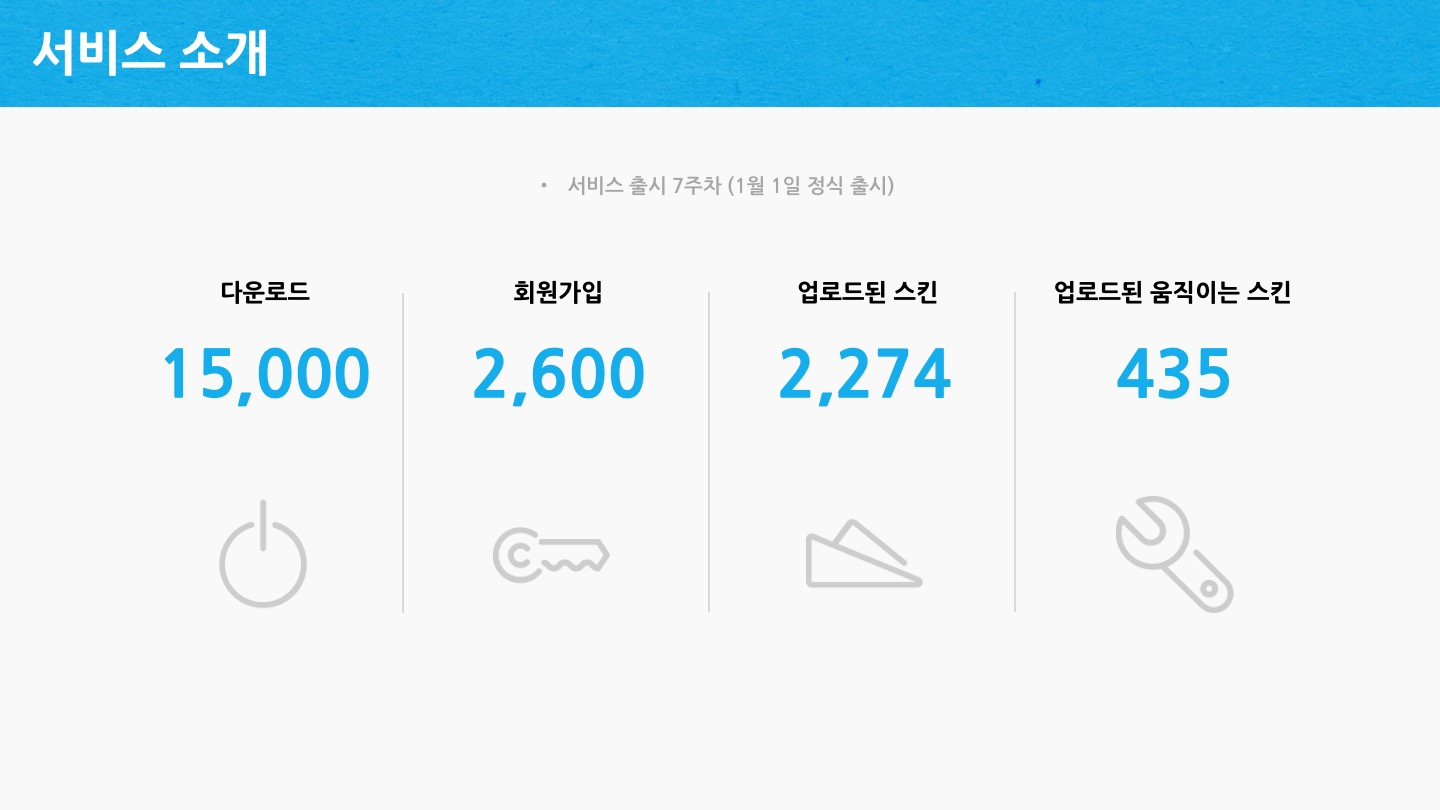 서비스 소개
• 서비스 출시 7주차 (1월 1일 정식 출시)
다운로드
15,000
회원가입
2,600
업로드된 스킨
2,274
업로드된 움직이는 스킨
435